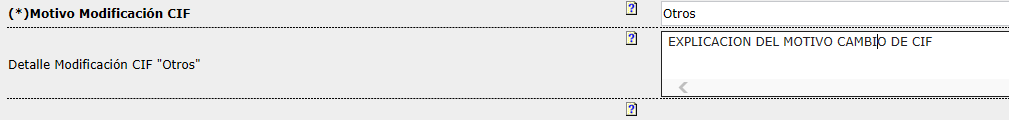 (*)Motivo Modificación CIF ? Otros
? EXPLICACION DEL MOTIVO CAMBIO DE CIF
Detalle Modificación CIF "Otros"
?